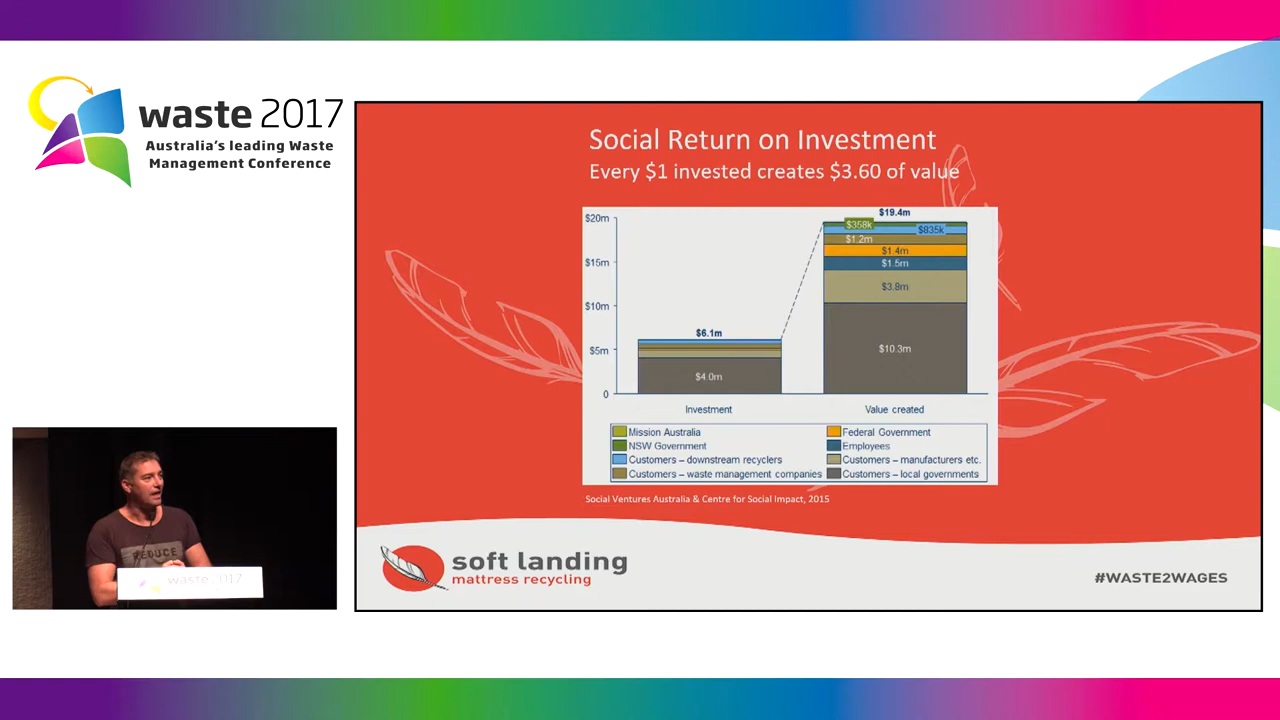 waste 2017
Australia's leading Waste
Management Conference
Social Return on Investment
Every $1 invested creates $3.60 of value
$20m
$15m
$10m
$5m
0
$6.1m
$4.0m
$19.4m
$358k
$835k
$1.2m
$1.4m
$1.5m
$3.8m
$10.3m
Investment
Value created
Mission Australia
Federal Government
NSW Government
Employees
Customers – downstream recyclers
Customers – manufacturers etc.
Customers – waste management companies
Customers – local governments
Social Ventures Australia & Centre for Social Impact, 2015
soft landing
mattress recycling
#WASTE2WAGES
REDUCE
waste 2017